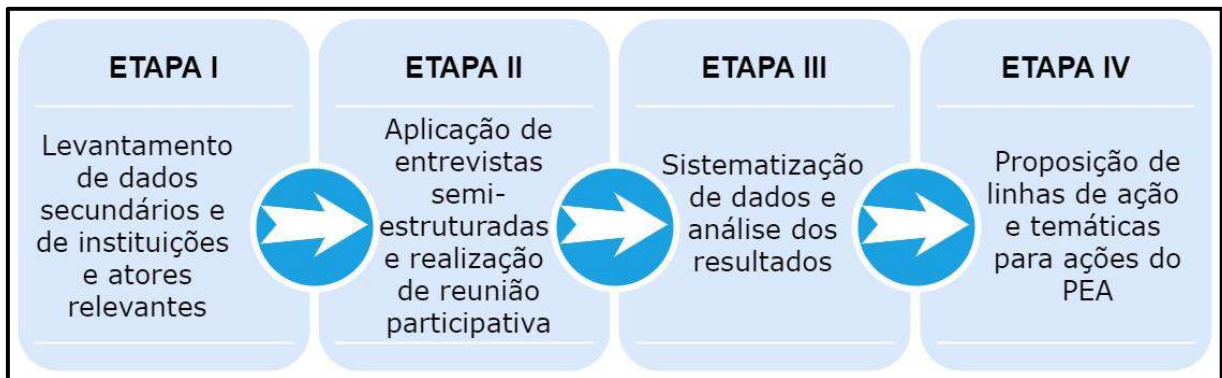 ETAPA I
Levantamento
de dados
secundários e
de instituições
e atores
relevantes
ETAPA II
Aplicação de
entrevistas
semi-
estruturadas
e realização
de reunião
participativa
ETAPA III
Sistematização
de dados e
análise dos
resultados
ETAPA IV
Proposição de
linhas de ação
e temáticas
para ações do
PEA